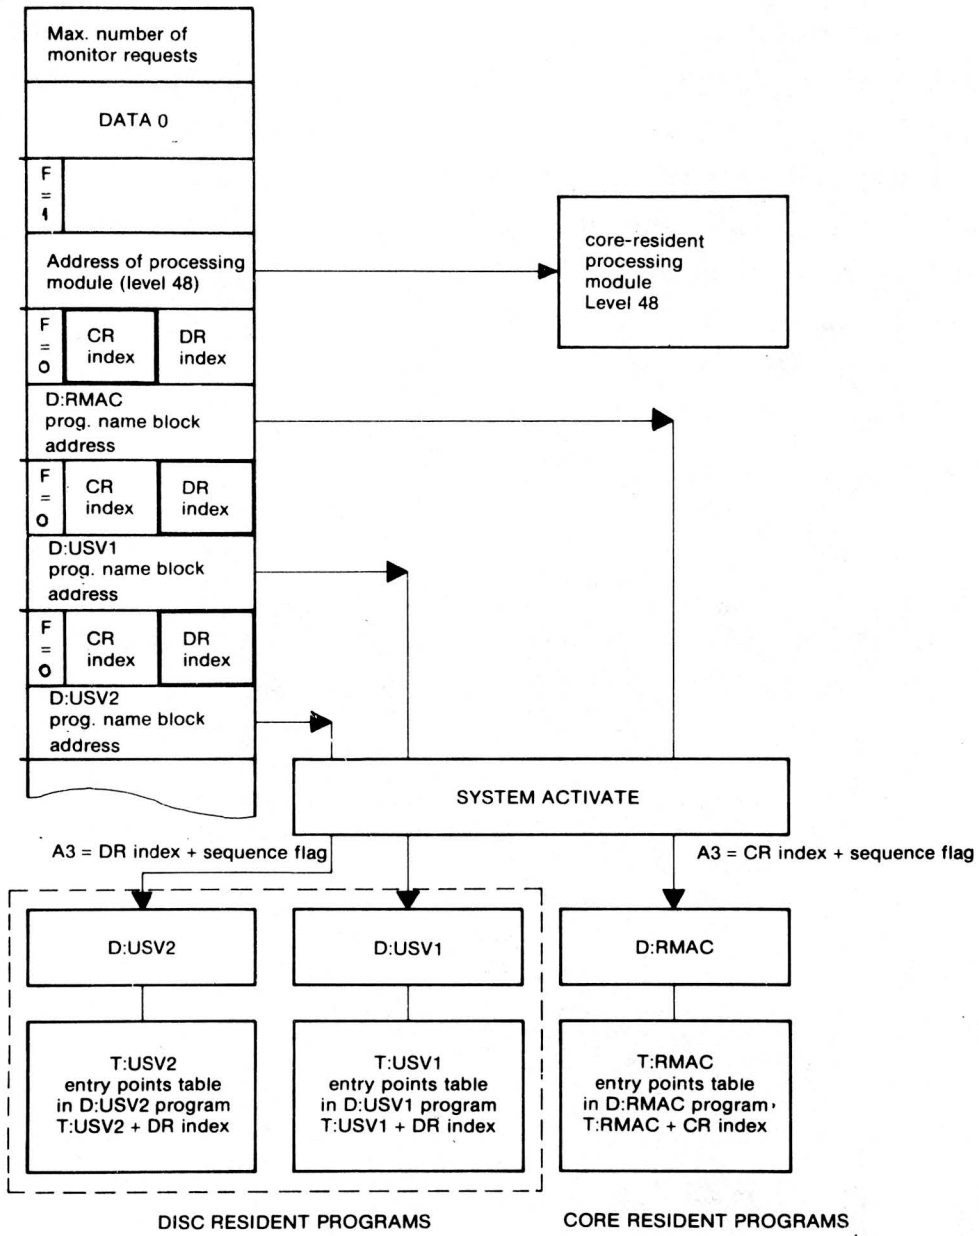 Max. number of
monitor requests
DATA 0
F
=
1
Address of processing
module (level 48)
core-resident
processing
module
Level 48
F
=
0
CR
index
DR
index
D:RMAC
prog. name block
address
F
=
0
CR
index
DR
index
D:USV1
prog. name block
address
F
=
0
CR
index
DR
index
D:USV2
prog. name block
address
SYSTEM ACTIVATE
A3 = DR index + sequence flag
A3 = CR index + sequence flag
D:USV2
D:USV1
D:RMAC
T:USV2
entry points table
in D:USV2 program
T:USV2 + DR index
T:USV1
entry points table
in D:USV1 program
T:USV1 + DR index
T:RMAC
entry points table
in D:RMAC program
T:RMAC + CR index
DISC RESIDENT PROGRAMS
CORE RESIDENT PROGRAMS